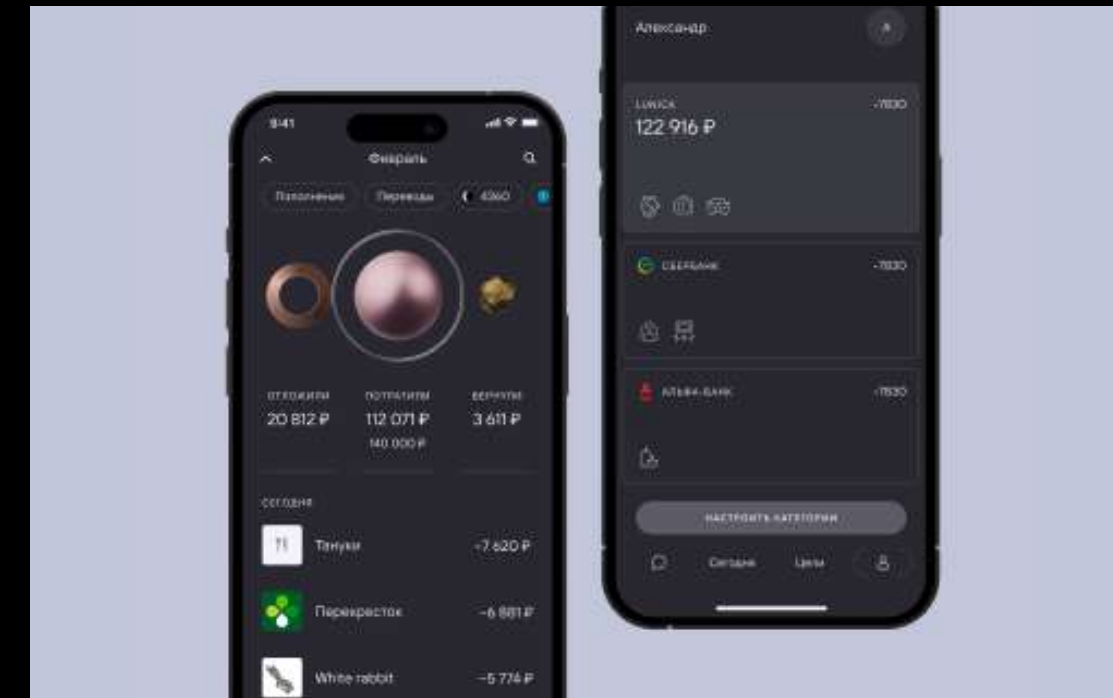 9:41
Февраль
Пополнения Переводы 4360
ОТЛОЖИЛИ ПОТРАТИЛИ ВЕРНУЛИ
20 812 ₽ 112 071 ₽ 3 611 ₽
140 000 ₽
СЕГОДНЯ
Тануки -7 620 ₽
Перекресток -6 881 ₽
White rabbit -5 774 ₽
Александр
А
LUNICA
122 916 ₽
СБЕРБАНК
АЛЬФА-БАНК
НАСТРОИТЬ КАТЕГОРИИ
Сегодня Цели